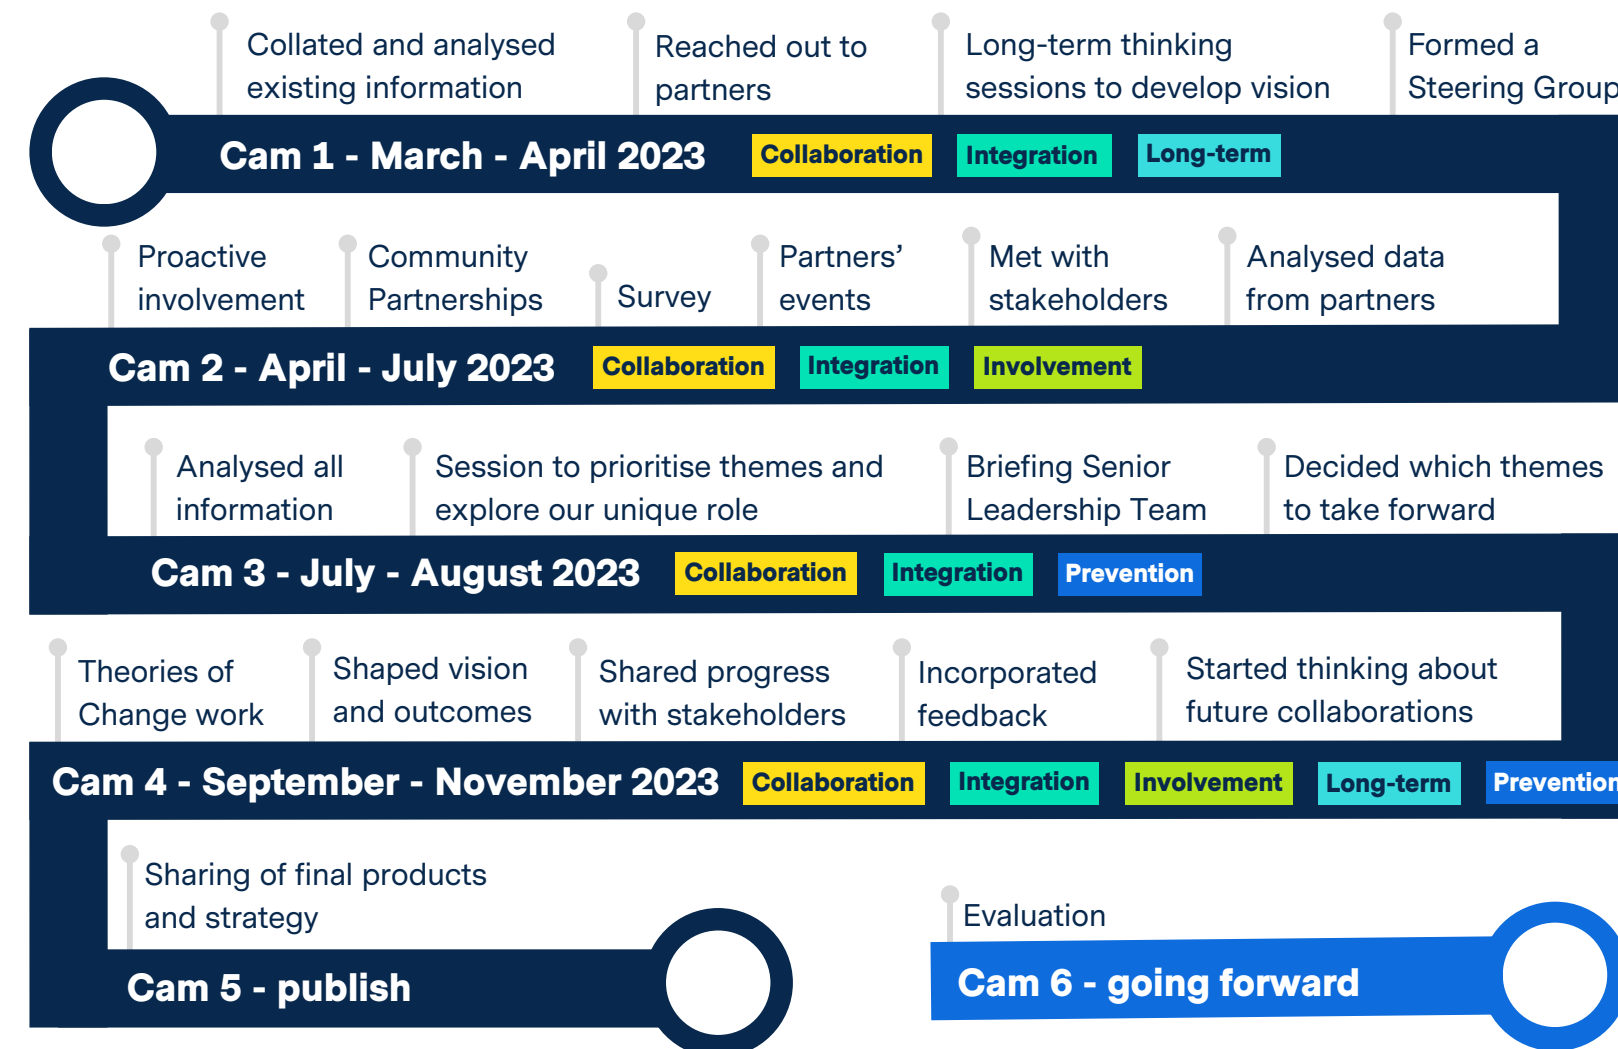 Collated and analysed
existing information
Reached out to
partners
Long-term thinking
sessions to develop vision
Formed a
Steering Group
Cam 1 - March - April 2023
Collaboration
Integration
Long-term
Proactive
involvement
Community
Partnerships
Survey
Partners’
events
Met with
stakeholders
Analysed data
from partners
Cam 2 - April - July 2023
Collaboration
Integration
Involvement
Analysed all
information
Session to prioritise themes and
explore our unique role
Briefing Senior
Leadership Team
Decided which themes
to take forward
Cam 3 - July - August 2023
Collaboration
Integration
Prevention
Theories of
Change work
Shaped vision
and outcomes
Shared progress
with stakeholders
Incorporated
feedback
Started thinking about
future collaborations
Cam 4 - September - November 2023
Collaboration
Integration
Involvement
Long-term
Prevention
Sharing of final products
and strategy
Cam 5 - publish
Evaluation
Cam 6 - going forward